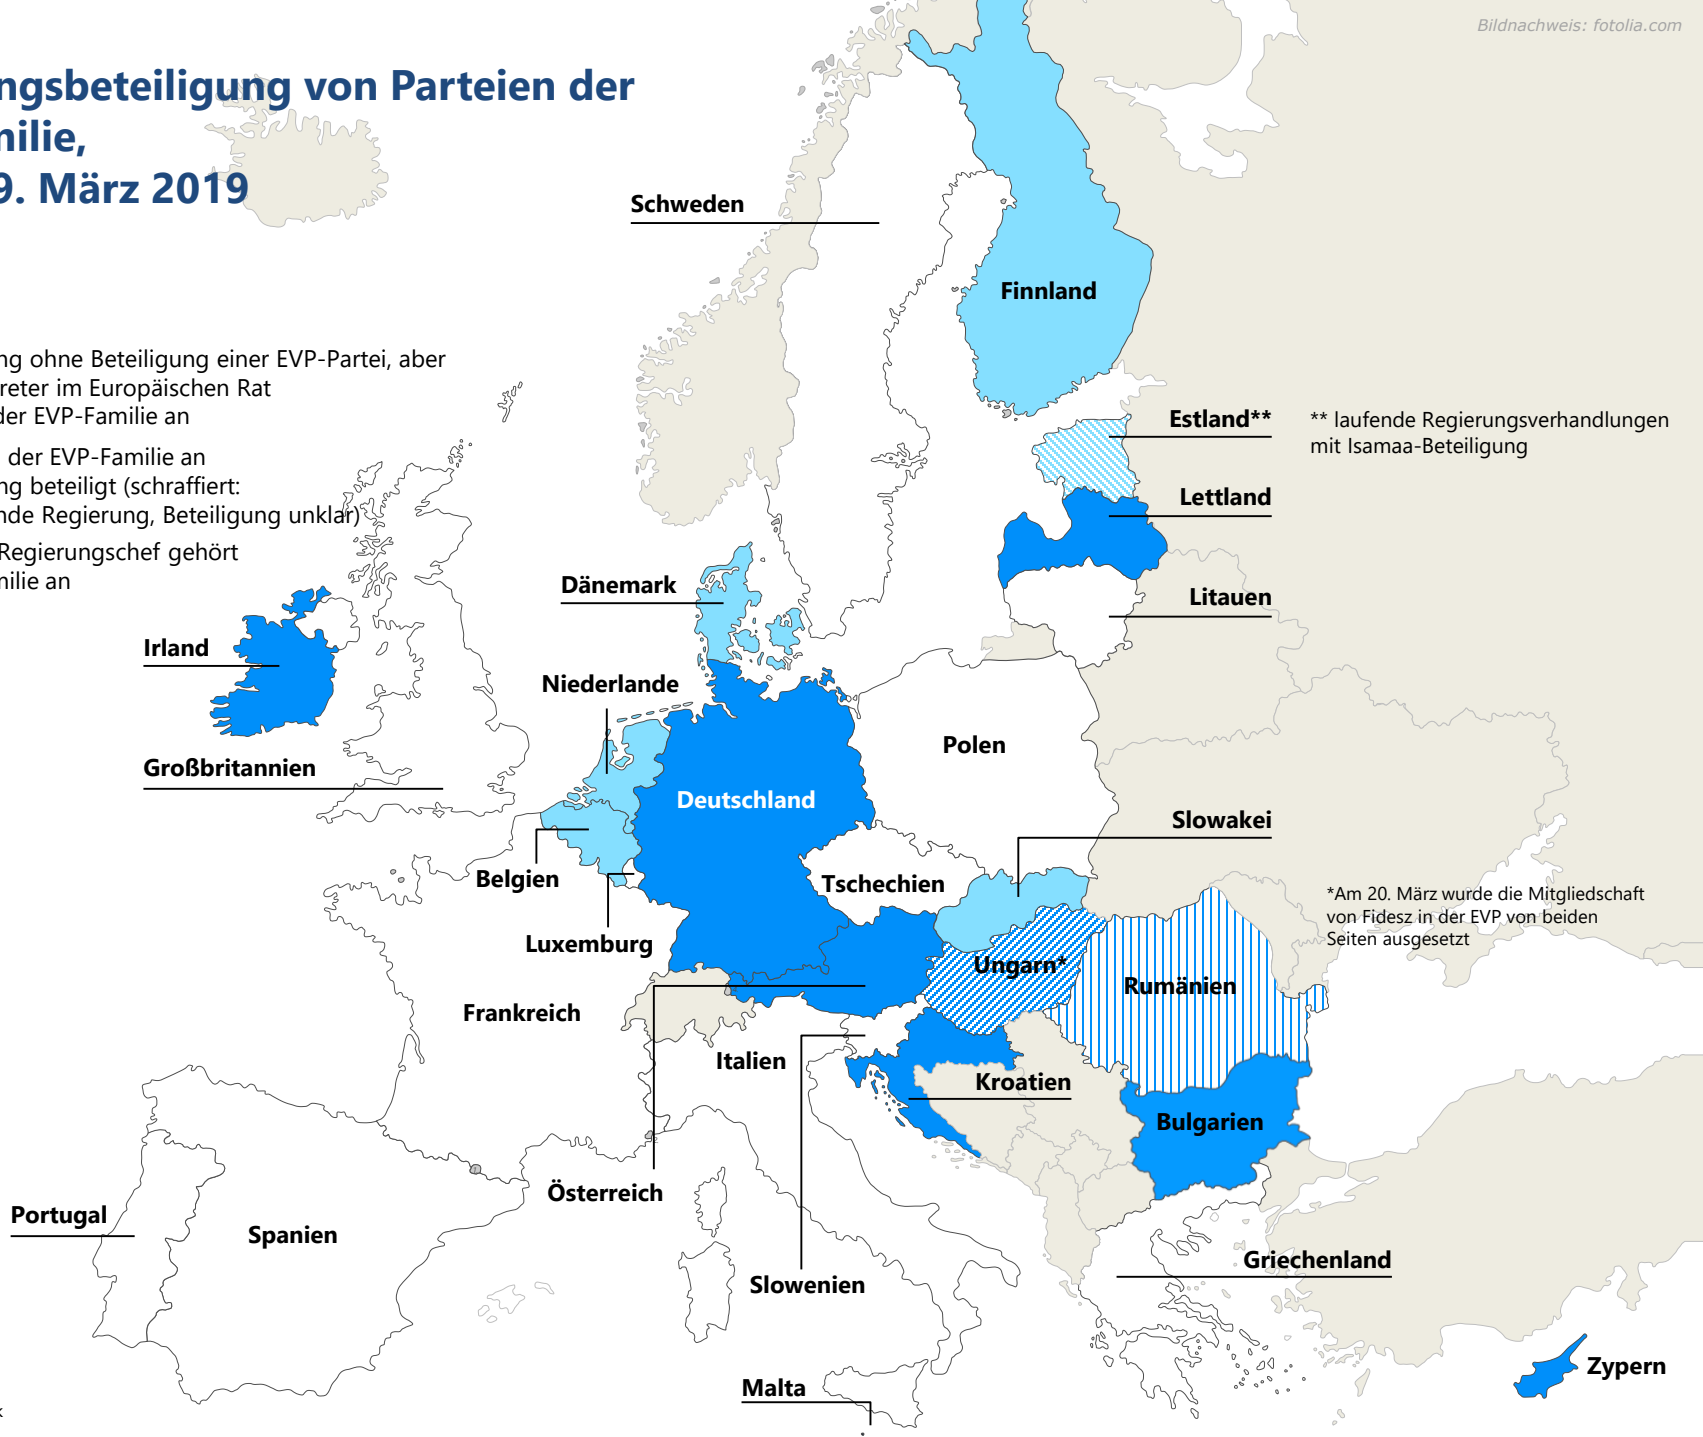 Bildnachweis: fotolia.com
ngsbeteiligung von Parteien der
nilie,
9. März 2019
ng ohne Beteiligung einer EVP-Partei, aber
reter im Europäischen Rat
der EVP-Familie an
der EVP-Familie an
ng beteiligt (schraffiert:
nde Regierung, Beteiligung unklar)
Regierungschef gehört
milie an
Schweden
Finnland
Estland**
** laufende Regierungsverhandlungen
mit Isamaa-Beteiligung
Lettland
Dänemark
Litauen
Irland
Niederlande
Polen
Großbritannien
Deutschland
Slowakei
Belgien
Tschechien
*Am 20. März wurde die Mitgliedschaft
von Fidesz in der EVP von beiden
Seiten ausgesetzt
Luxemburg
Ungarn*
Rumänien
Frankreich
Italien
Kroatien
Bulgarien
Österreich
Portugal
Spanien
Griechenland
Slowenien
Zypern
Malta
k